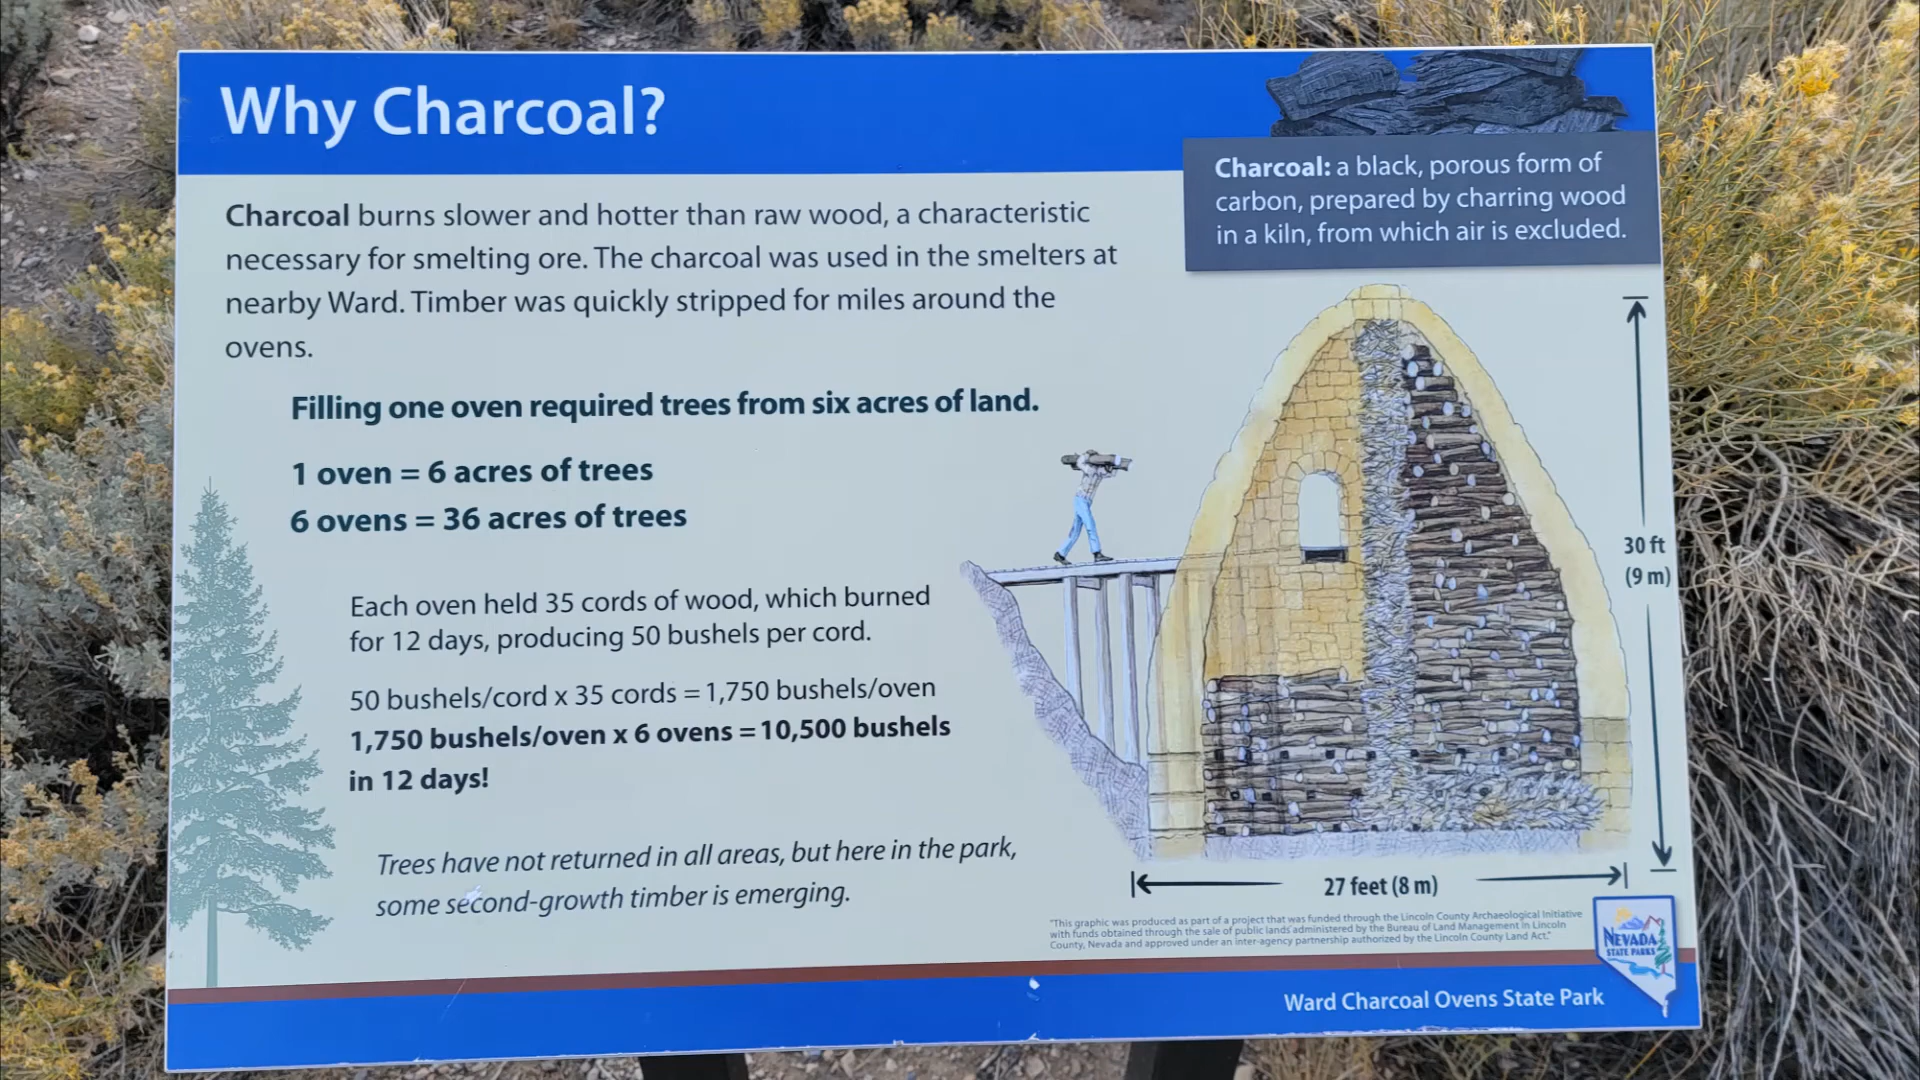 Why Charcoal?
Charcoal: a black, porous form of
carbon, prepared by charring wood
in a kiln, from which air is excluded.
Charcoal burns slower and hotter than raw wood, a characteristic
necessary for smelting ore. The charcoal was used in the smelters at
nearby Ward. Timber was quickly stripped for miles around the
ovens.
Filling one oven required trees from six acres of land.
1 oven = 6 acres of trees
6 ovens = 36 acres of trees
Each oven held 35 cords of wood, which burned
for 12 days, producing 50 bushels per cord.
50 bushels/cord x 35 cords = 1,750 bushels/oven
1,750 bushels/oven x 6 ovens = 10,500 bushels
in 12 days!
Trees have not returned in all areas, but here in the park,
some second-growth timber is emerging.
30 ft
(9 m)
27 feet (8 m)
"This graphic was produced as part of a project that was funded through the Lincoln County Archaeological Initiative
with funds obtained through the sale of public lands administered by the Bureau of Land Management in Lincoln
County, Nevada and approved under an inter-agency partnership authorized by the Lincoln County Land Act."
NEVADA
STATE PARKS
Ward Charcoal Ovens State Park